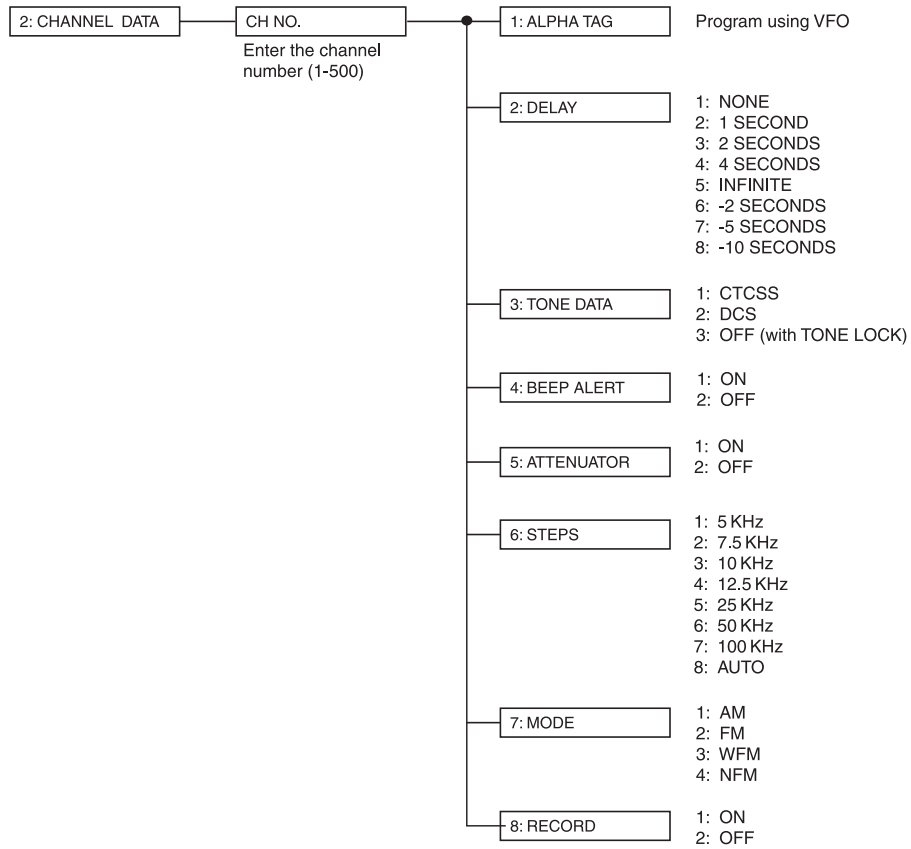 2: CHANNEL DATA
CH NO.
Enter the channel
number (1-500)
1: ALPHA TAG
Program using VFO
2: DELAY
1: NONE
2: 1 SECOND
3: 2 SECONDS
4: 4 SECONDS
5: INFINITE
6: -2 SECONDS
7: -5 SECONDS
8: -10 SECONDS
3: TONE DATA
1: CTCSS
2: DCS
3: OFF (with TONE LOCK)
4: BEEP ALERT
1: ON
2: OFF
5: ATTENUATOR
1: ON
2: OFF
6: STEPS
1: 5 KHz
2: 7.5 KHz
3: 10 KHz
4: 12.5 KHz
5: 25 KHz
6: 50 KHz
7: 100 KHz
8: AUTO
7: MODE
1: AM
2: FM
3: WFM
4: NFM
8: RECORD
1: ON
2: OFF